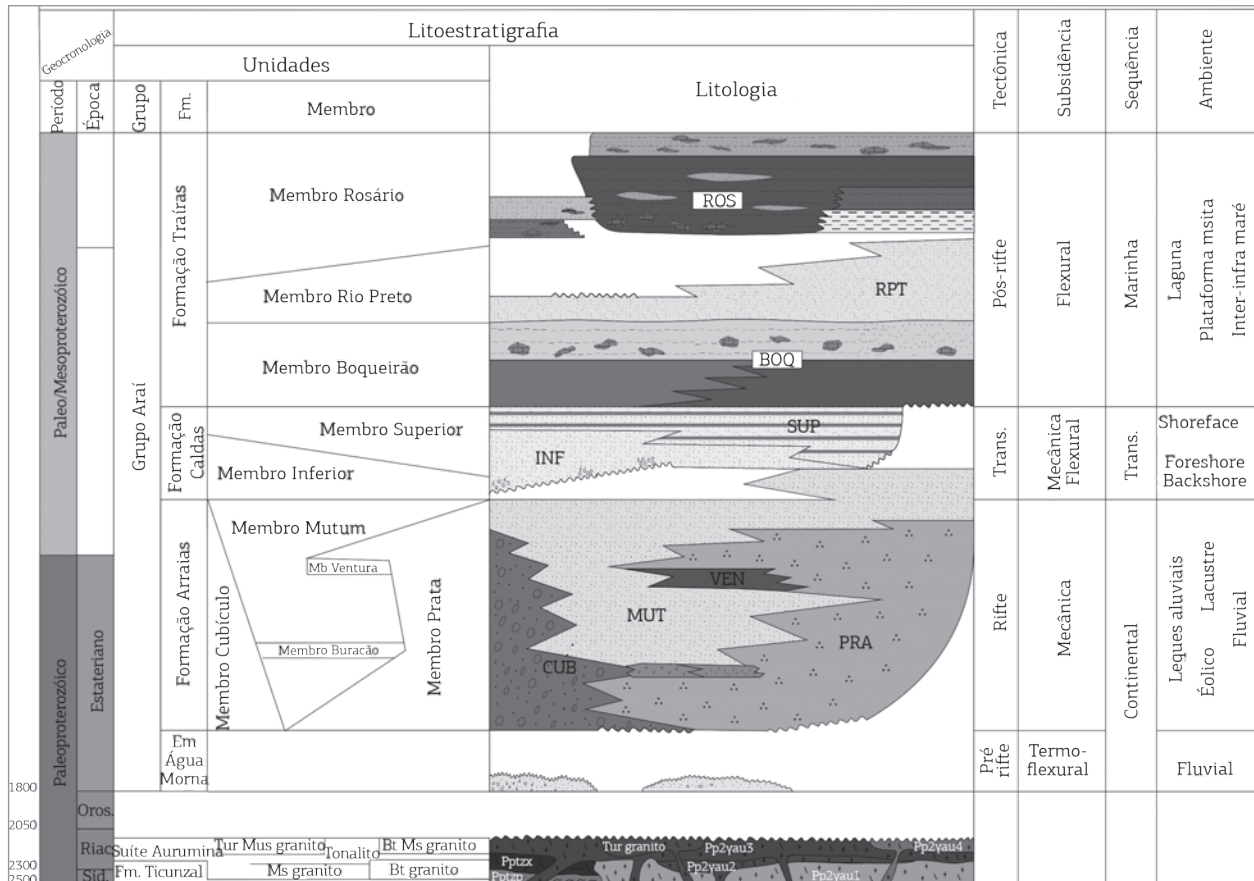 Geocronologia
Litoestratigrafia
Unidades
Período
Época
Grupo
Fm.
Membro
Litologia
Tectônica
Subsidência
Sequência
Ambiente
Paleo/Mesoproterozóico
Paleoproterozóico
Estateriano
Oros.
Riac
Sid.
1800
2050
2300
2500
Grupo Araí
Formação Traíras
Membro Rosário
Membro Rio Preto
Membro Boqueirão
ROS
RPT
BOQ
Pós-rifte
Flexural
Marinha
Laguna
Plataforma msita
Inter-infra maré
Formação
Caldas
Membro Superior
Membro Inferior
SUP
INF
Trans.
Mecânica
Flexural
Trans.
Shoreface
Foreshore
Backshore
Formação Arraias
Membro Mutum
Mb Ventura
Membro Cubículo
Membro Buracão
Membro Prata
VEN
MUT
PRA
CUB
Rifte
Mecânica
Continental
Leques aluviais
Éolico Lacustre
Fluvial
Em
Água
Morna
Pré
rifte
Termo-
flexural
Fluvial
Suíte Aurumina
Tur Mus granito
Tonalito
Bt Ms granito
Fm. Ticunzal
Ms granito
Bt granito
Tur granito
Pp2γau3
Pp2γau4
Pptzx
Pp2γau2
Pptzp
Pp2γau1